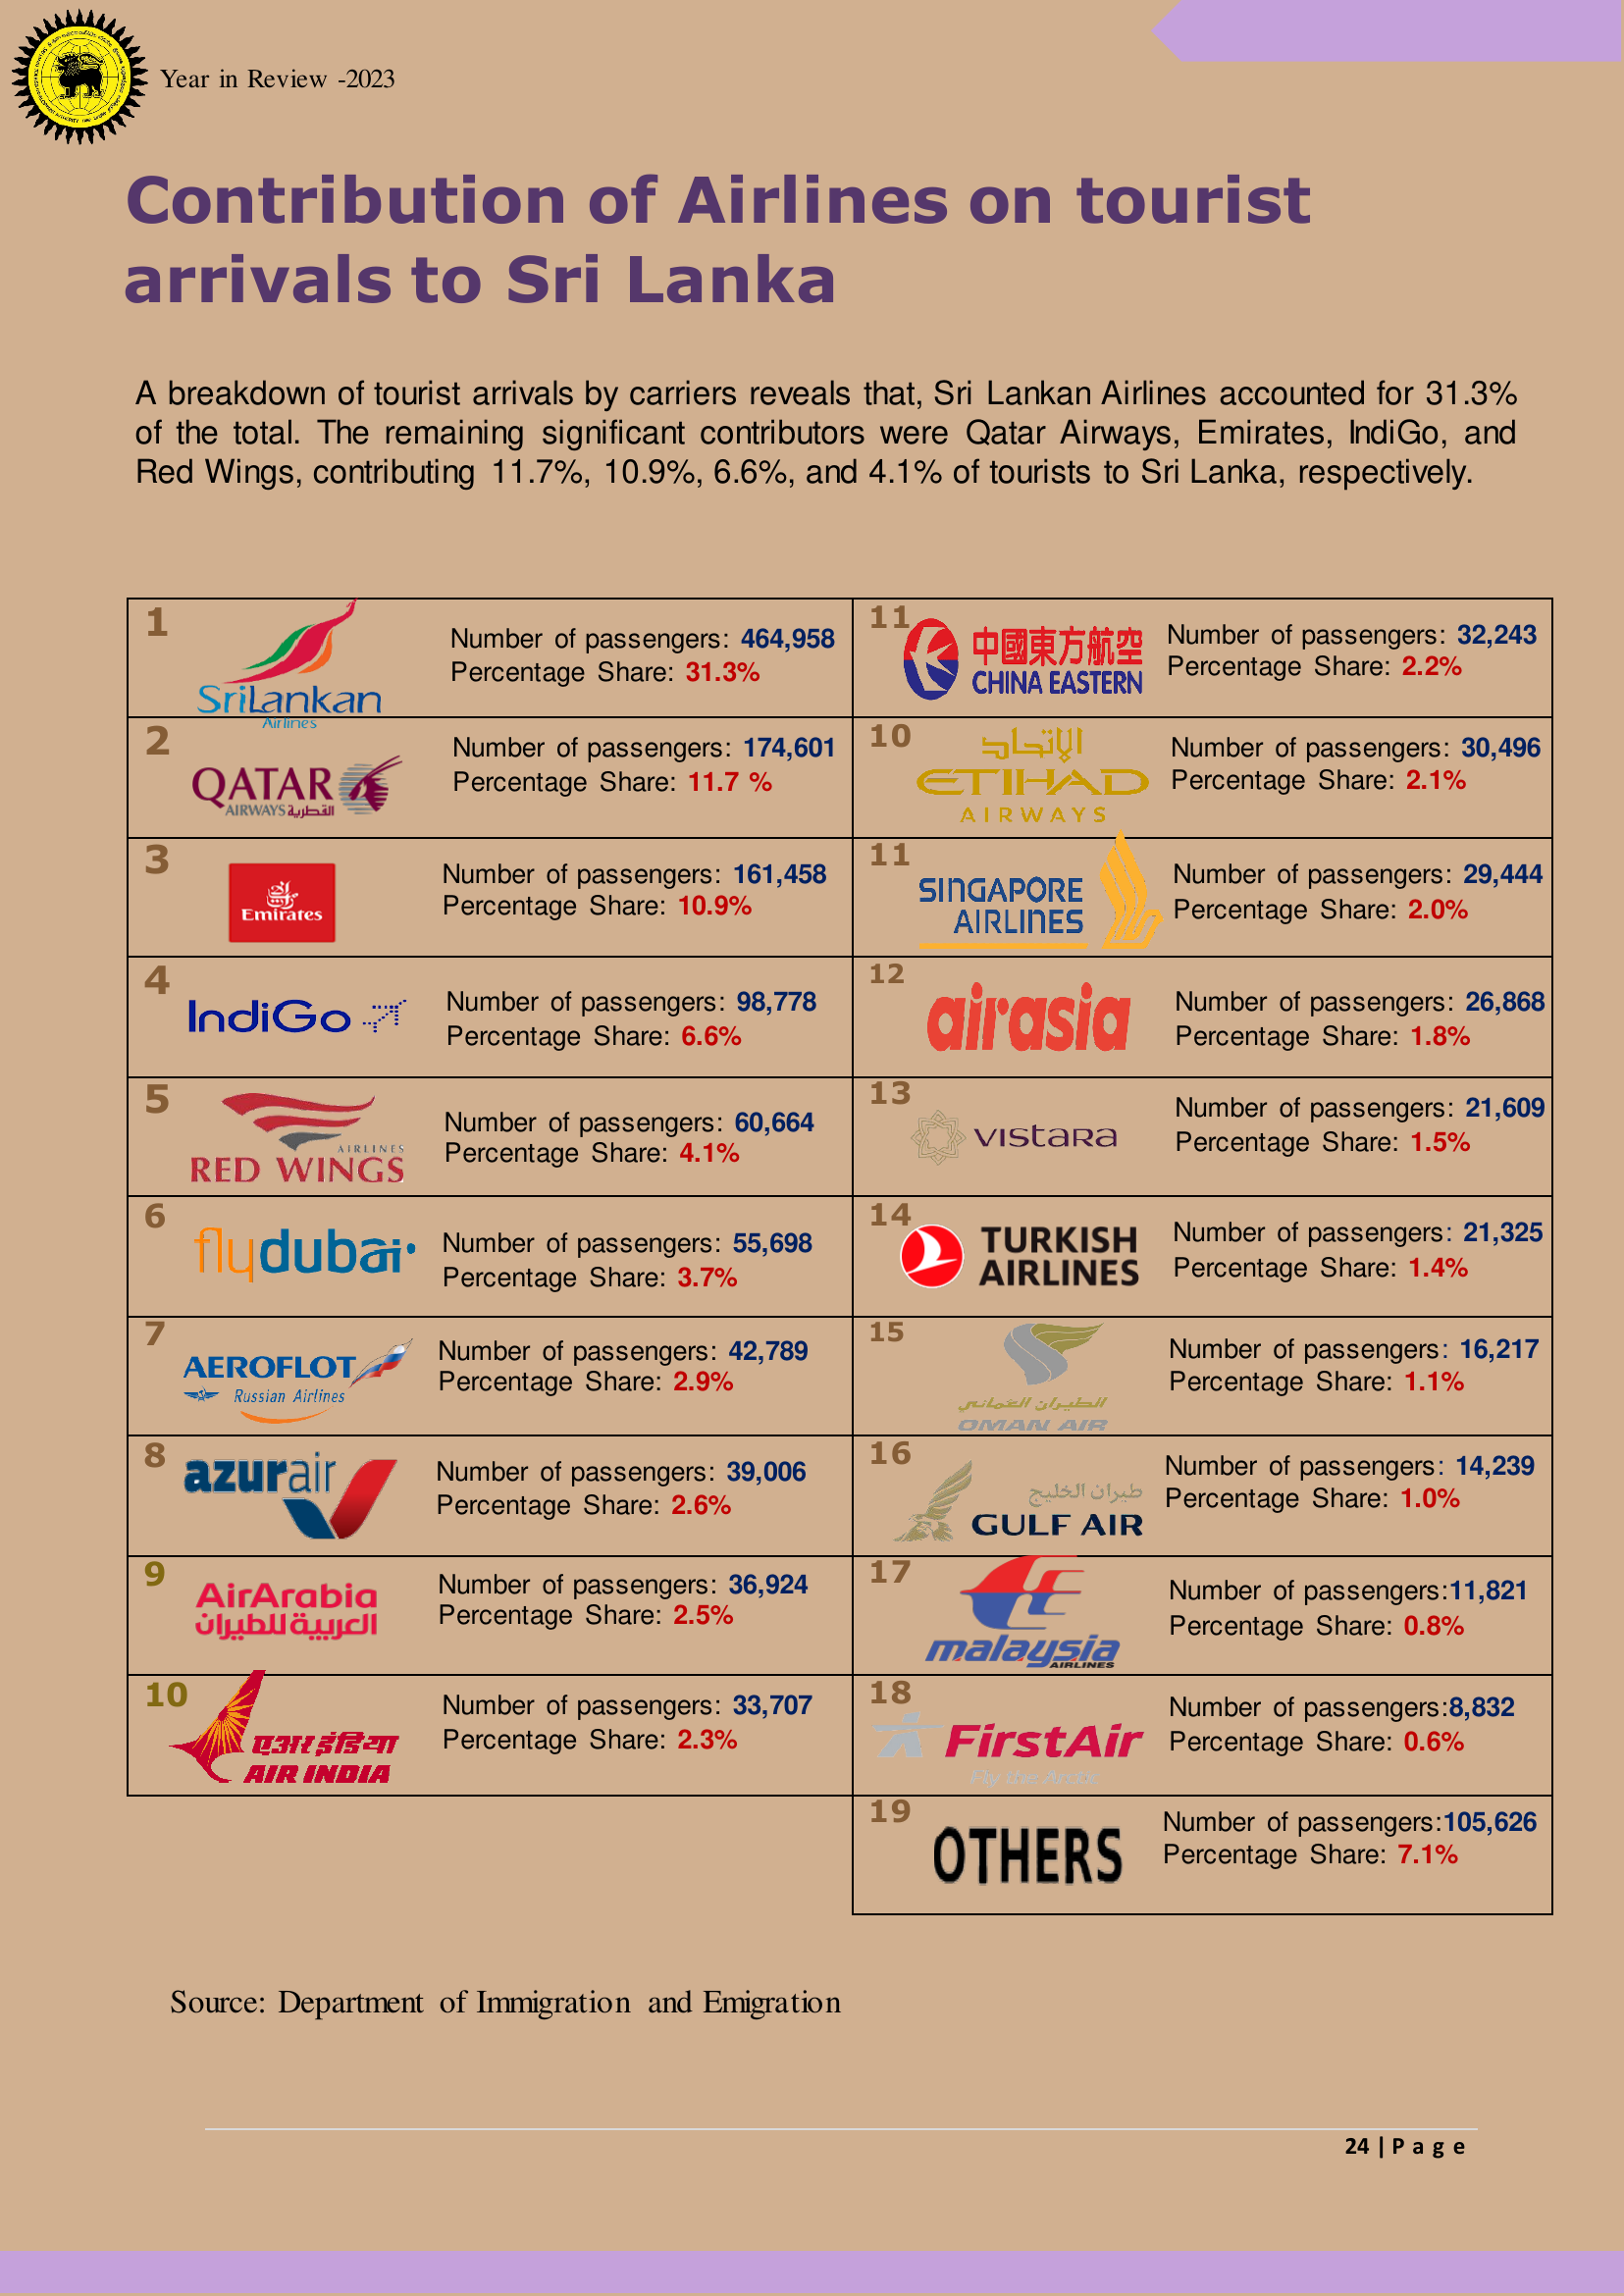 Year in Review -2023
Contribution of Airlines on tourist
arrivals to Sri Lanka
A breakdown of tourist arrivals by carriers reveals that, Sri Lankan Airlines accounted for 31.3%
of the total. The remaining significant contributors were Qatar Airways, Emirates, IndiGo, and
Red Wings, contributing 11.7%, 10.9%, 6.6%, and 4.1% of tourists to Sri Lanka, respectively.
1
SriLankan
Airlines
Number of passengers: 464,958
Percentage Share: 31.3%
2
QATAR
AIRWAYS القطرية
Number of passengers: 174,601
Percentage Share: 11.7 %
3
Emirates
Number of passengers: 161,458
Percentage Share: 10.9%
4
IndiGo
Number of passengers: 98,778
Percentage Share: 6.6%
5
AIRLINES
RED WINGS
Number of passengers: 60,664
Percentage Share: 4.1%
6
flydubai
Number of passengers: 55,698
Percentage Share: 3.7%
7
AEROFLOT
Russian Airlines
Number of passengers: 42,789
Percentage Share: 2.9%
8
azurair
Number of passengers: 39,006
Percentage Share: 2.6%
9
AirArabia
العربية للطيران
Number of passengers: 36,924
Percentage Share: 2.5%
10
एअर इंडिया
AIR INDIA
Number of passengers: 33,707
Percentage Share: 2.3%
11
中國東方航空
CHINA EASTERN
Number of passengers: 32,243
Percentage Share: 2.2%
10
الإتحاد
ETIHAD
AIRWAYS
Number of passengers: 30,496
Percentage Share: 2.1%
11
SINGAPORE
AIRLINES
Number of passengers: 29,444
Percentage Share: 2.0%
12
airasia
Number of passengers: 26,868
Percentage Share: 1.8%
13
vistara
Number of passengers: 21,609
Percentage Share: 1.5%
14
TURKISH
AIRLINES
Number of passengers: 21,325
Percentage Share: 1.4%
15
الطيران العماني
OMAN AIR
Number of passengers: 16,217
Percentage Share: 1.1%
16
طيران الخليج
GULF AIR
Number of passengers: 14,239
Percentage Share: 1.0%
17
malaysia
AIRLINES
Number of passengers:11,821
Percentage Share: 0.8%
18
FirstAir
Fly the Arctic
Number of passengers:8,832
Percentage Share: 0.6%
19
OTHERS
Number of passengers:105,626
Percentage Share: 7.1%
Source: Department of Immigration and Emigration
24 | P a g e